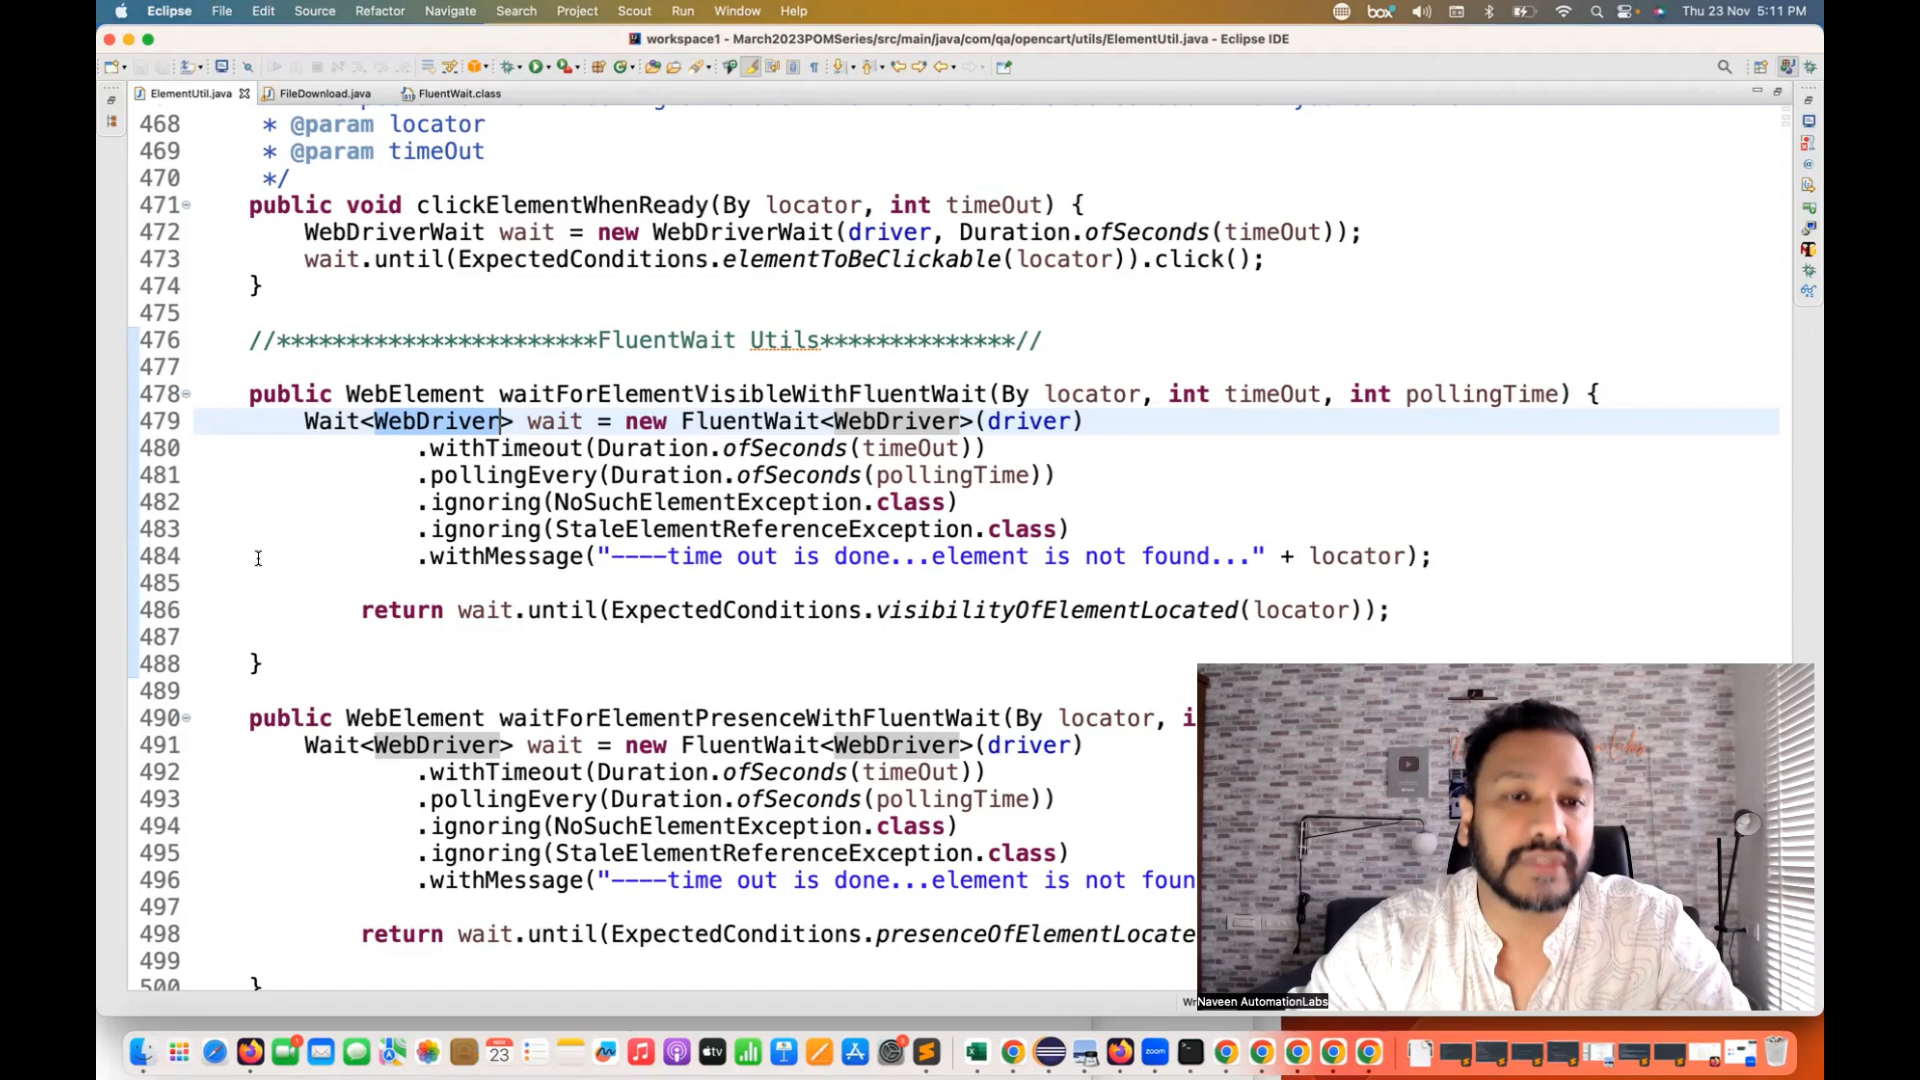 Eclipse File Edit Source Refactor Navigate Search Project Scout Run Window Help
box
Thu 23 Nov 5:11 PM
workspace1 - March2023POMSeries/src/main/java/com/qa/opencart/utils/ElementUtil.java - Eclipse IDE
ElementUtil.java FileDownload.java FluentWait.class
468 * @param locator
469 * @param timeOut
470 */
471 public void clickElementWhenReady(By locator, int timeOut) {
472 WebDriverWait wait = new WebDriverWait(driver, Duration.ofSeconds(timeOut));
473 wait.until(ExpectedConditions.elementToBeClickable(locator)).click();
474 }
475
476 //***********************FluentWait Utils**************//
477
478 public WebElement waitForElementVisibleWithFluentWait(By locator, int timeOut, int pollingTime) {
479 Wait<WebDriver> wait = new FluentWait<WebDriver>(driver)
480 .withTimeout(Duration.ofSeconds(timeOut))
481 .pollingEvery(Duration.ofSeconds(pollingTime))
482 .ignoring(NoSuchElementException.class)
483 .ignoring(StaleElementReferenceException.class)
484 .withMessage("----time out is done...element is not found..." + locator);
485
486 return wait.until(ExpectedConditions.visibilityOfElementLocated(locator));
487
488 }
489
490 public WebElement waitForElementPresenceWithFluentWait(By locator, i
491 Wait<WebDriver> wait = new FluentWait<WebDriver>(driver)
492 .withTimeout(Duration.ofSeconds(timeOut))
493 .pollingEvery(Duration.ofSeconds(pollingTime))
494 .ignoring(NoSuchElementException.class)
495 .ignoring(StaleElementReferenceException.class)
496 .withMessage("----time out is done...element is not foun
497
498 return wait.until(ExpectedConditions.presenceOfElementLocate
499
500 }
Naveen AutomationLabs
NOV
23
tv
zoom